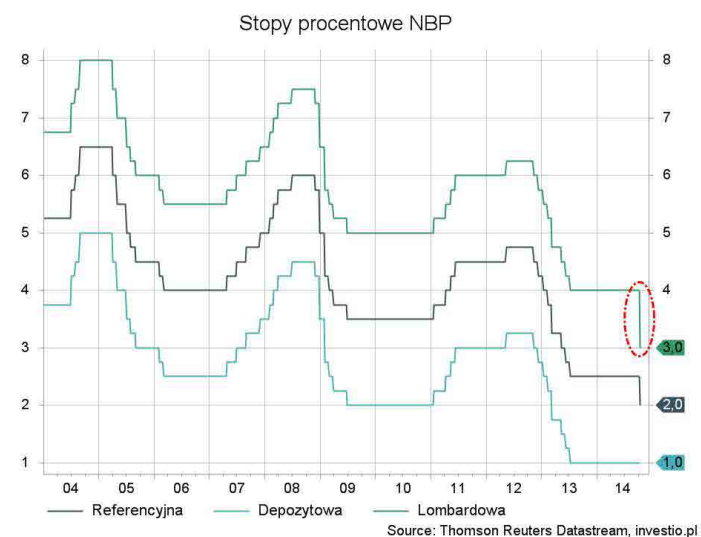 Stopy procentowe NBP
8 8
7 7
6 6
5 5
4 4
3 3,0
2 2,0
1 1,0
04 05 06 07 08 09 10 11 12 13 14
Referencyjna Depozytowa Lombardowa
Source: Thomson Reuters Datastream, investio.pl